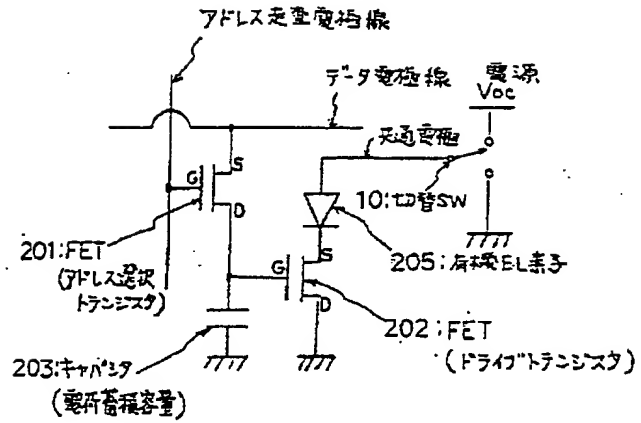 アドレス走査電極線
データ電極線
電源
Voc
共通電極
S
G
D
10:切替SW
201:FET
(アドレス選択
トランジスタ)
205:有機EL素子
G
S
D
202:FET
(ドライブトランジスタ)
203:キャパシタ
(電荷蓄積容量)